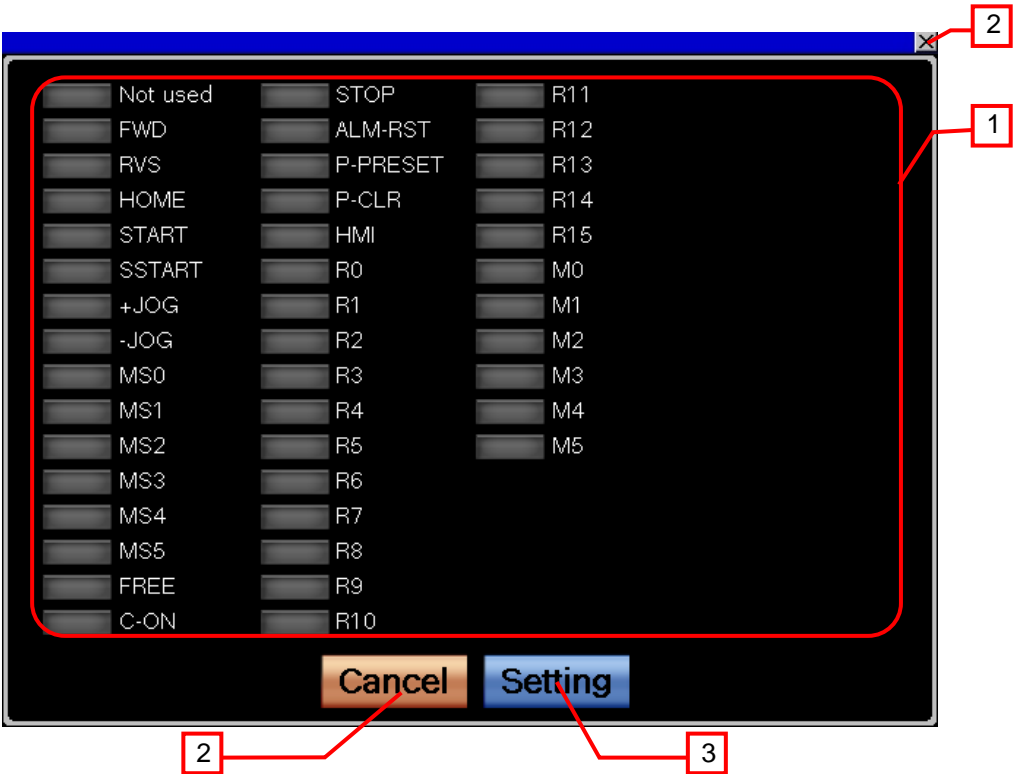 2
×
1
Not used STOP R11
FWD ALM-RST R12
RVS P-PRESET R13
HOME P-CLR R14
START HMI R15
SSTART R0 M0
+JOG R1 M1
-JOG R2 M2
MS0 R3 M3
MS1 R4 M4
MS2 R5 M5
MS3 R6
MS4 R7
MS5 R8
FREE R9
C-ON R10
Cancel Setting
2 3